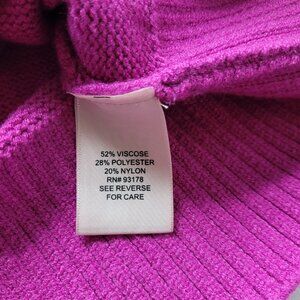 52% VISCOSE
28% POLYESTER
20% NYLON
RN# 93178
SEE REVERSE
FOR CARE